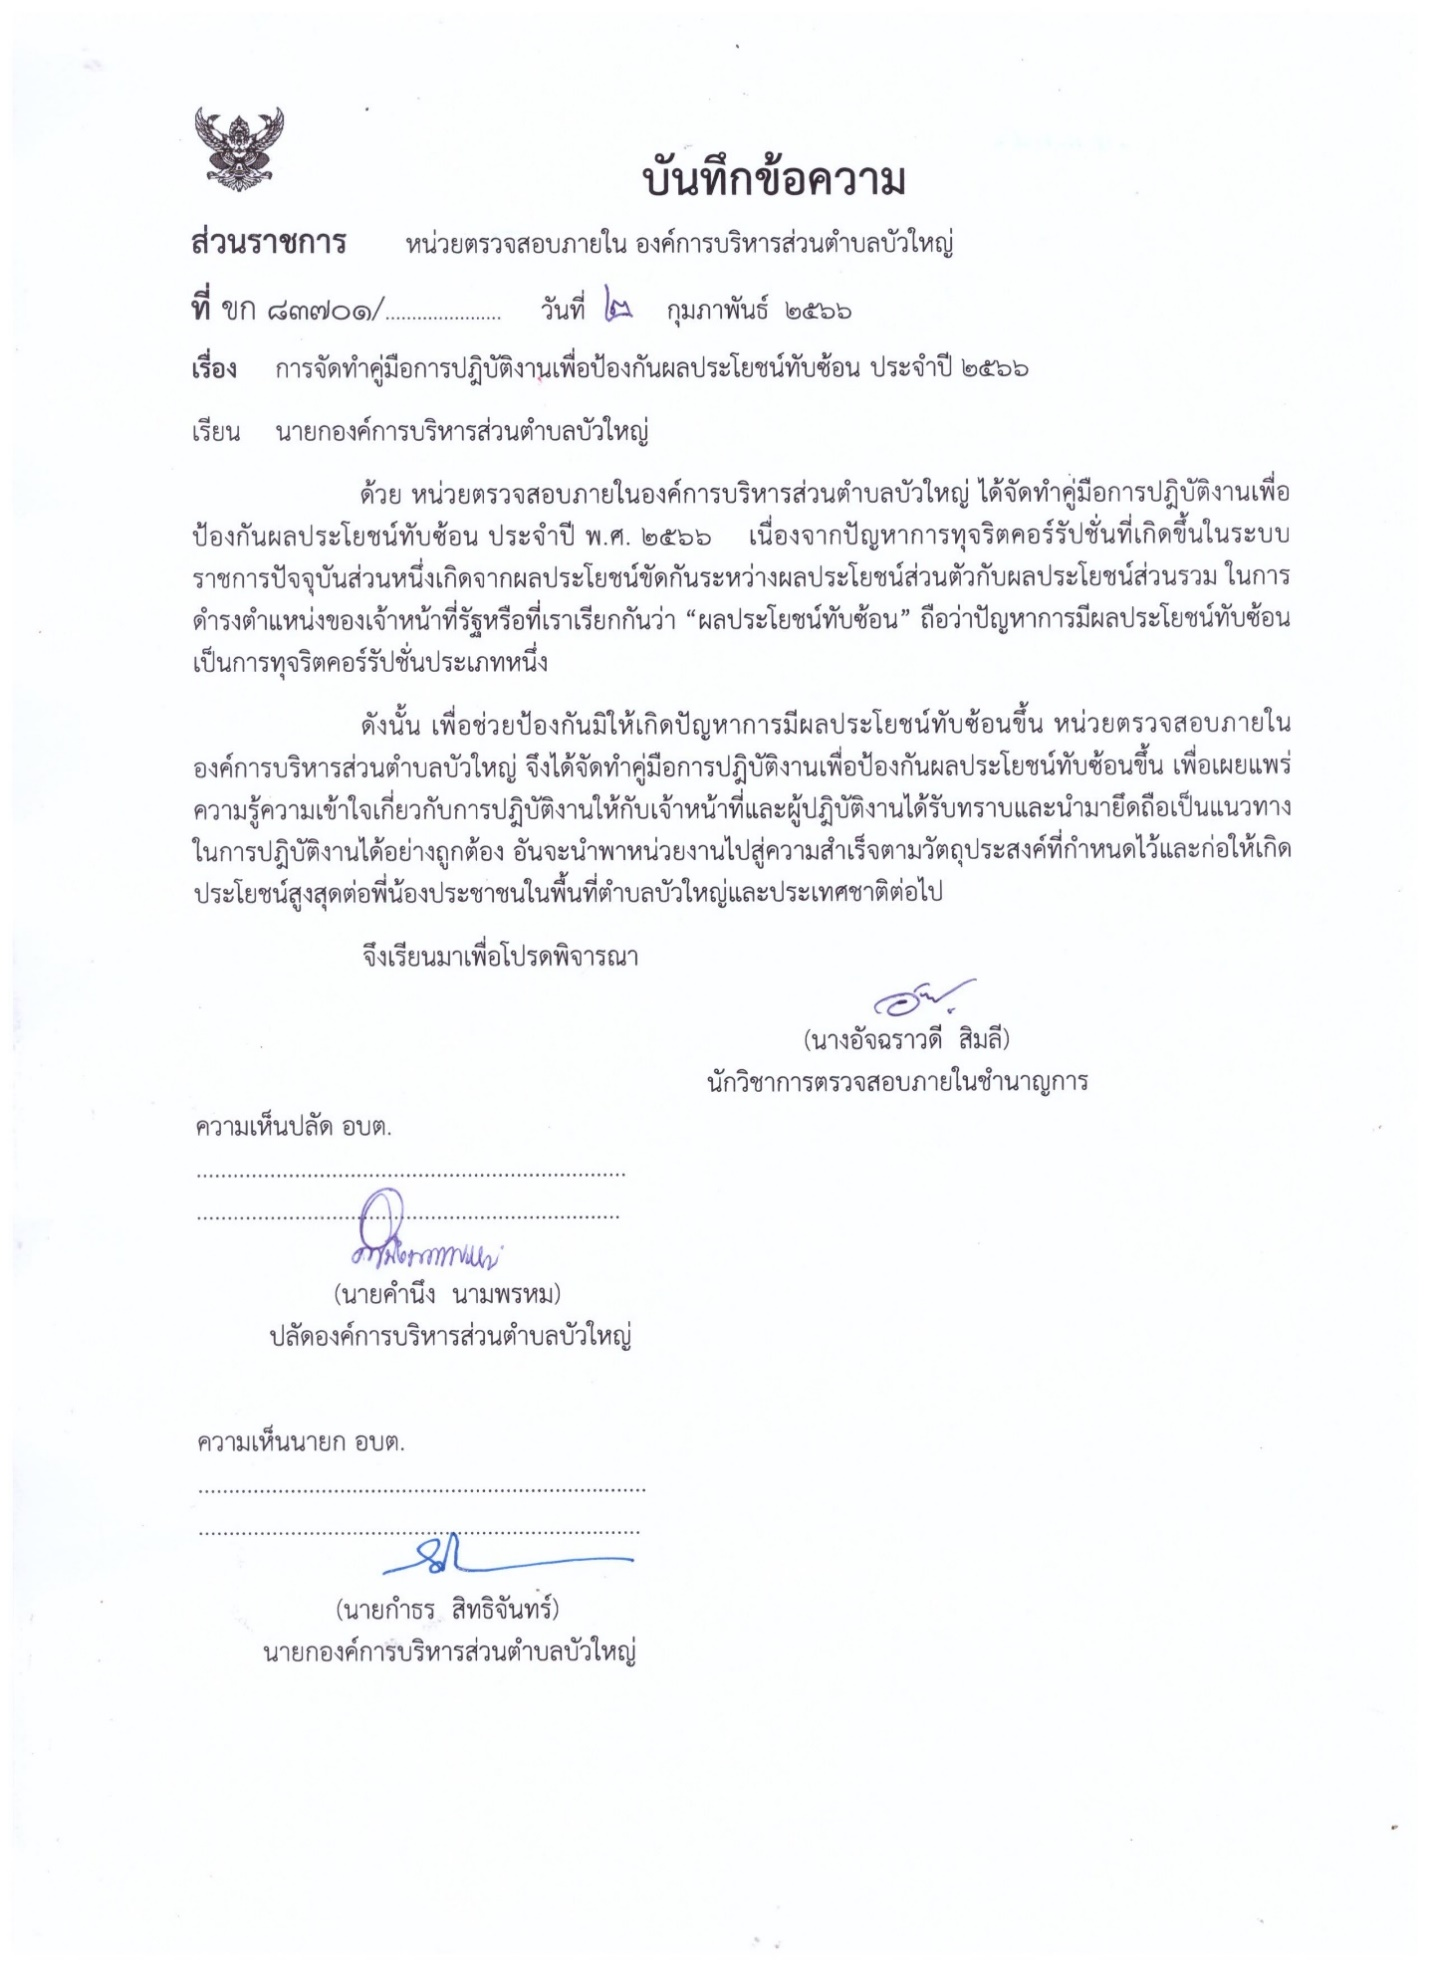 บันทึกข้อความ
ส่วนราชการ หน่วยตรวจสอบภายใน องค์การบริหารส่วนตำบลบัวใหญ่
ที่ ขก ๘๓๗๐๑/...................... วันที่ ๒ กุมภาพันธ์ ๒๕๖๖
เรื่อง การจัดทำคู่มือการปฏิบัติงานเพื่อป้องกันผลประโยชน์ทับซ้อน ประจำปี ๒๕๖๖
เรียน นายกองค์การบริหารส่วนตำบลบัวใหญ่
ด้วย หน่วยตรวจสอบภายในองค์การบริหารส่วนตำบลบัวใหญ่ ได้จัดทำคู่มือการปฏิบัติงานเพื่อ
ป้องกันผลประโยชน์ทับซ้อน ประจำปี พ.ศ. ๒๕๖๖ เนื่องจากปัญหาการทุจริตคอร์รัปชั่นที่เกิดขึ้นในระบบ
ราชการปัจจุบันส่วนหนึ่งเกิดจากผลประโยชน์ขัดกันระหว่างผลประโยชน์ส่วนตัวกับผลประโยชน์ส่วนรวม ในการ
ดำรงตำแหน่งของเจ้าหน้าที่รัฐหรือที่เราเรียกกันว่า “ผลประโยชน์ทับซ้อน” ถือว่าปัญหาการมีผลประโยชน์ทับซ้อน
เป็นการทุจริตคอร์รัปชั่นประเภทหนึ่ง
ดังนั้น เพื่อช่วยป้องกันมิให้เกิดปัญหาการมีผลประโยชน์ทับซ้อนขึ้น หน่วยตรวจสอบภายใน
องค์การบริหารส่วนตำบลบัวใหญ่ จึงได้จัดทำคู่มือการปฏิบัติงานเพื่อป้องกันผลประโยชน์ทับซ้อนขึ้น เพื่อเผยแพร่
ความรู้ความเข้าใจเกี่ยวกับการปฏิบัติงานให้กับเจ้าหน้าที่และผู้ปฏิบัติงานได้รับทราบและนำมายึดถือเป็นแนวทาง
ในการปฏิบัติงานได้อย่างถูกต้อง อันจะนำพาหน่วยงานไปสู่ความสำเร็จตามวัตถุประสงค์ที่กำหนดไว้และก่อให้เกิด
ประโยชน์สูงสุดต่อพี่น้องประชาชนในพื้นที่ตำบลบัวใหญ่และประเทศชาติต่อไป
จึงเรียนมาเพื่อโปรดพิจารณา
(นางอัจฉราวดี สิมลี)
นักวิชาการตรวจสอบภายในชำนาญการ
ความเห็นปลัด อบต.
......................................................................
......................................................................
(นายคำนึง นามพรหม)
ปลัดองค์การบริหารส่วนตำบลบัวใหญ่
ความเห็นนายก อบต.
.........................................................................
.........................................................................
(นายกำธร สิทธิจันทร์)
นายกองค์การบริหารส่วนตำบลบัวใหญ่